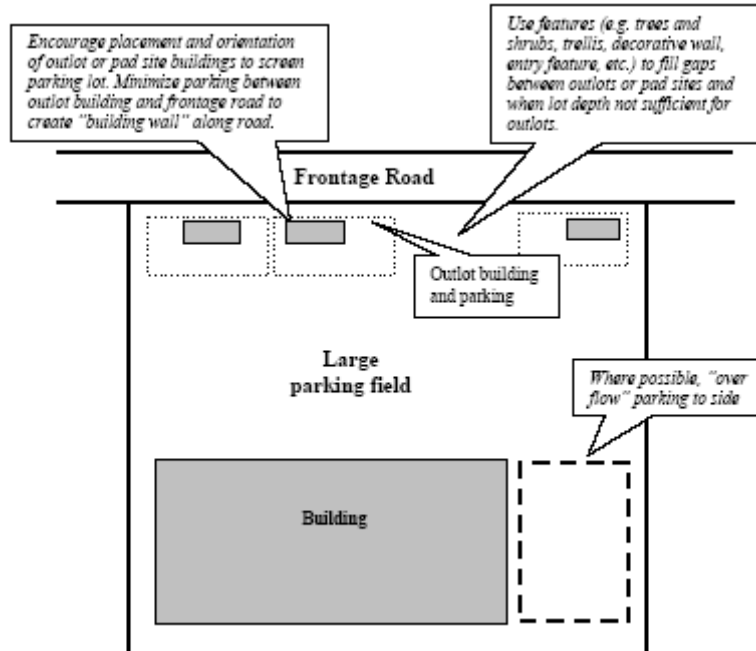 Encourage placement and orientation
of outlot or pad site buildings to screen
parking lot. Minimize parking between
outlot building and frontage road to
create "building wall" along road.
Use features (e.g. trees and
shrubs, trellis, decorative wall,
entry feature, etc.) to fill gaps
between outlots or pad sites and
when lot depth not sufficient for
outlots.
Frontage Road
Outlot building
and parking
Large
parking field
Where possible, "over
flow" parking to side
Building